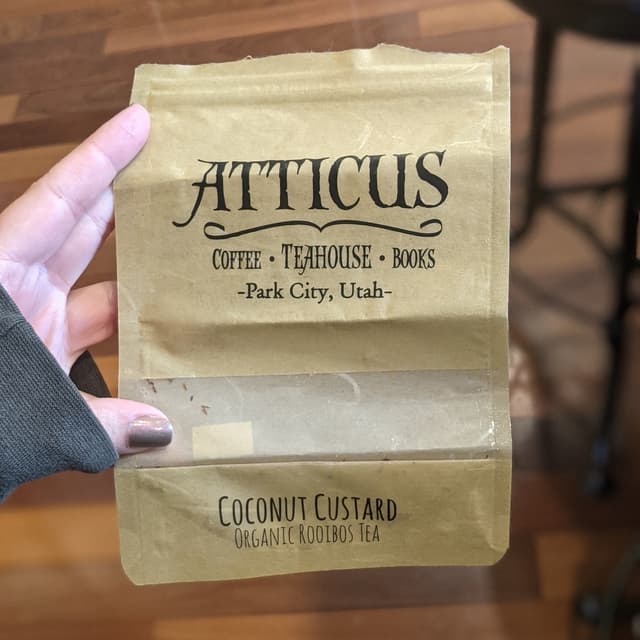 ATTICUS
COFFEE • TEAHOUSE • BOOKS
-Park City, Utah-
COCONUT CUSTARD
ORGANIC ROOIBOS TEA